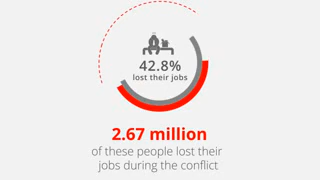 42.8%
lost their jobs
2.67 million
of these people lost their
jobs during the conflict